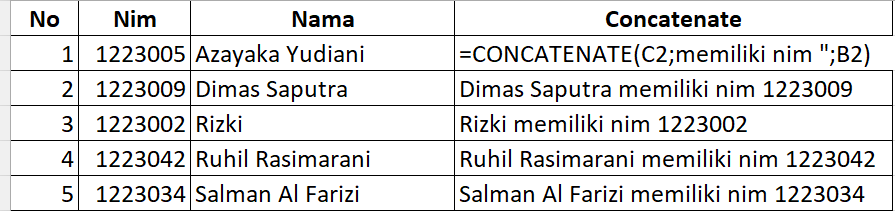 No Nim Nama Concatenate
1 1223005 Azayaka Yudiani =CONCATENATE(C2;memiliki nim ";B2)
2 1223009 Dimas Saputra Dimas Saputra memiliki nim 1223009
3 1223002 Rizki Rizki memiliki nim 1223002
4 1223042 Ruhil Rasimarani Ruhil Rasimarani memiliki nim 1223042
5 1223034 Salman Al Farizi Salman Al Farizi memiliki nim 1223034